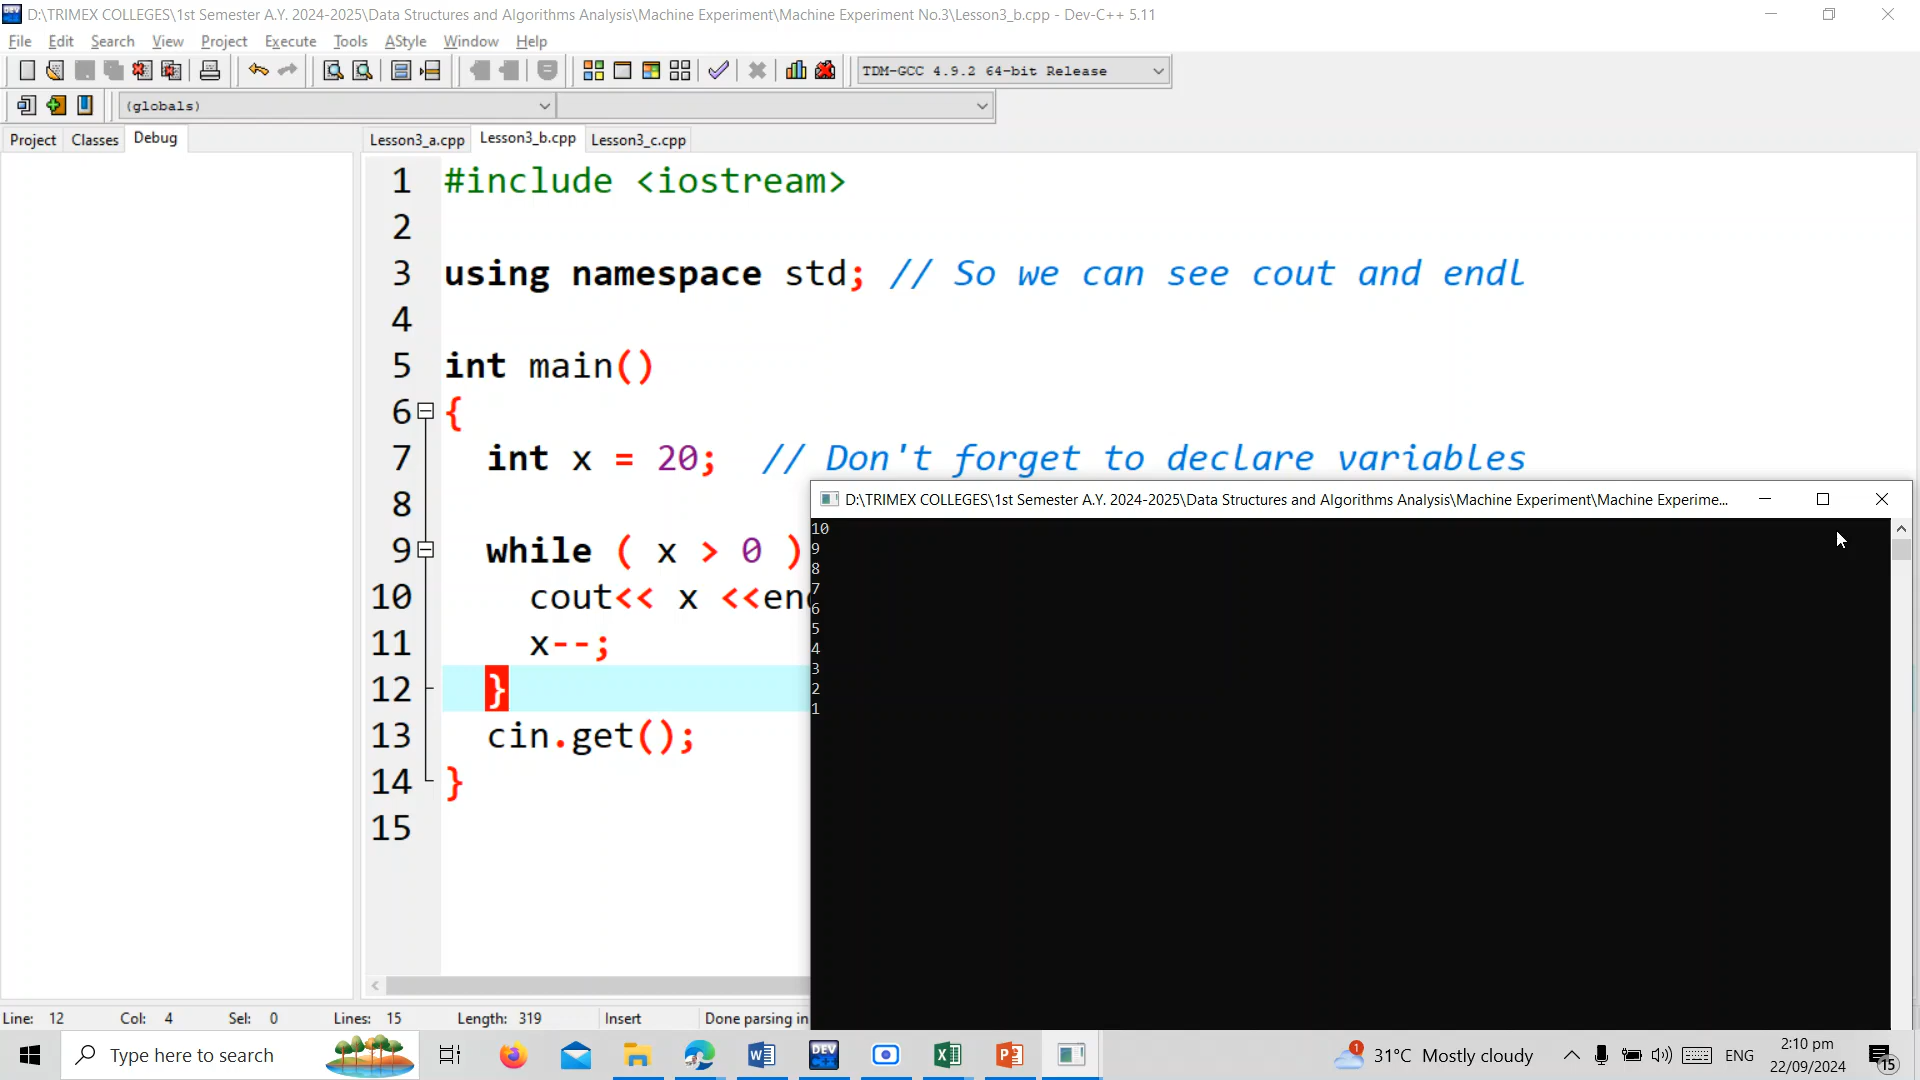 D:\TRIMEX COLLEGES\1st Semester A.Y. 2024-2025\Data Structures and Algorithms Analysis\Machine Experiment\Machine Experiment No.3\Lesson3_b.cpp - Dev-C++ 5.11
File Edit Search View Project Execute Tools AStyle Window Help
TDM-GCC 4.9.2 64-bit Release
(globals)
Project Classes Debug
Lesson3_a.cpp Lesson3_b.cpp Lesson3_c.cpp
1 #include <iostream>
2
3 using namespace std; // So we can see cout and endl
4
5 int main()
6 {
7 int x = 20; // Don't forget to declare variables
8
9 while ( x > 0 )
10 cout<< x <<end
11 x--;
12 }
13 cin.get();
14 }
15
D:\TRIMEX COLLEGES\1st Semester A.Y. 2024-2025\Data Structures and Algorithms Analysis\Machine Experiment\Machine Experime...
10
9
8
7
6
5
4
3
2
1
Line: 12 Col: 4 Sel: 0 Lines: 15 Length: 319 Insert Done parsing in
Type here to search
DEV C++
1
31°C Mostly cloudy
ENG
2:10 pm
22/09/2024
15